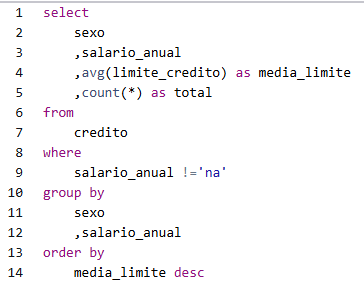 1 select
2 sexo
3 ,salario_anual
4 ,avg(limite_credito) as media_limite
5 ,count(*) as total
6 from
7 credito
8 where
9 salario_anual !='na'
10 group by
11 sexo
12 ,salario_anual
13 order by
14 media_limite desc